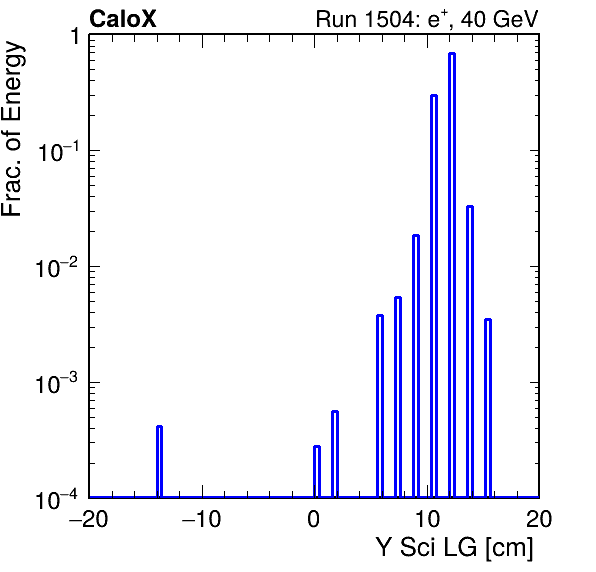 CaloX Run 1504: e⁺, 40 GeV
Frac. of Energy
1
10⁻¹
10⁻²
10⁻³
10⁻⁴
−20 −10 0 10 20
Y Sci LG [cm]